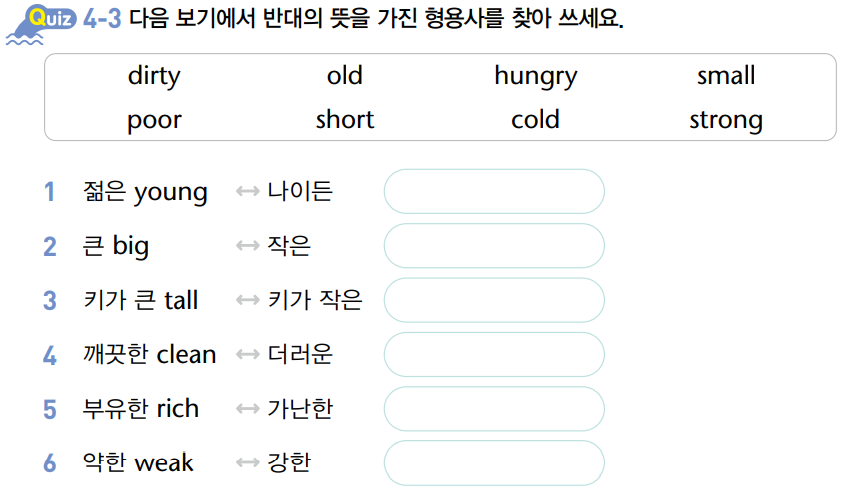 Quiz 4-3 다음 보기에서 반대의 뜻을 가진 형용사를 찾아 쓰세요.
dirty old hungry small
poor short cold strong
1 젊은 young ↔ 나이든
2 큰 big ↔ 작은
3 키가 큰 tall ↔ 키가 작은
4 깨끗한 clean ↔ 더러운
5 부유한 rich ↔ 가난한
6 약한 weak ↔ 강한